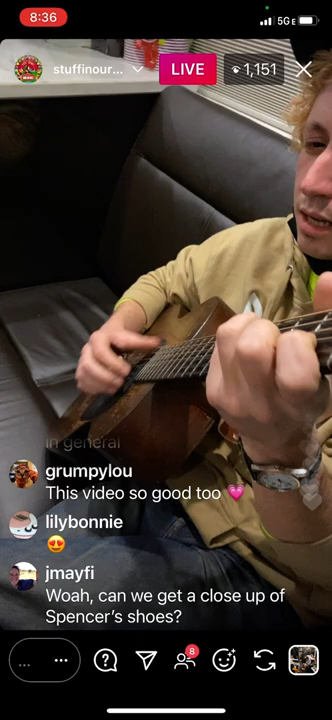 8:36
5GE
stuffinour...
LIVE
1,151
in general
grumpylou
This video so good too 💗
lilybonnie
😍
jmayfi
Woah, can we get a close up of
Spencer's shoes?
...
8